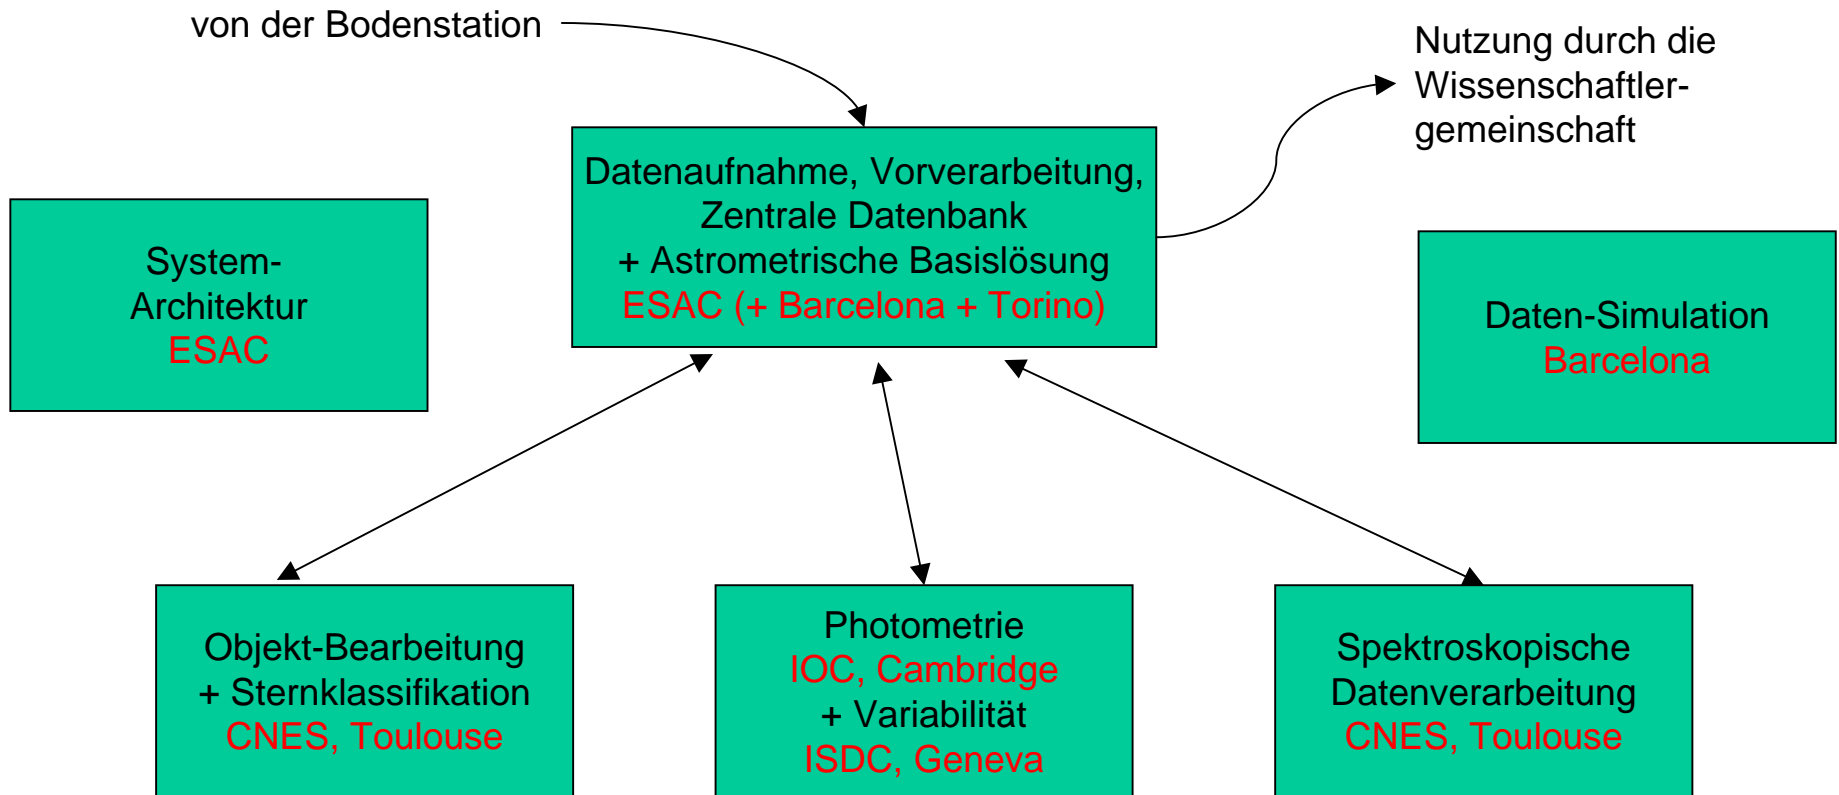 von der Bodenstation
Nutzung durch die
Wissenschaftler-
gemeinschaft
Datenaufnahme, Vorverarbeitung,
Zentrale Datenbank
+ Astrometrische Basislösung
ESAC (+ Barcelona + Torino)
System-
Architektur
ESAC
Daten-Simulation
Barcelona
Objekt-Bearbeitung
+ Sternklassifikation
CNES, Toulouse
Photometrie
IOC, Cambridge
+ Variabilität
ISDC, Geneva
Spektroskopische
Datenverarbeitung
CNES, Toulouse